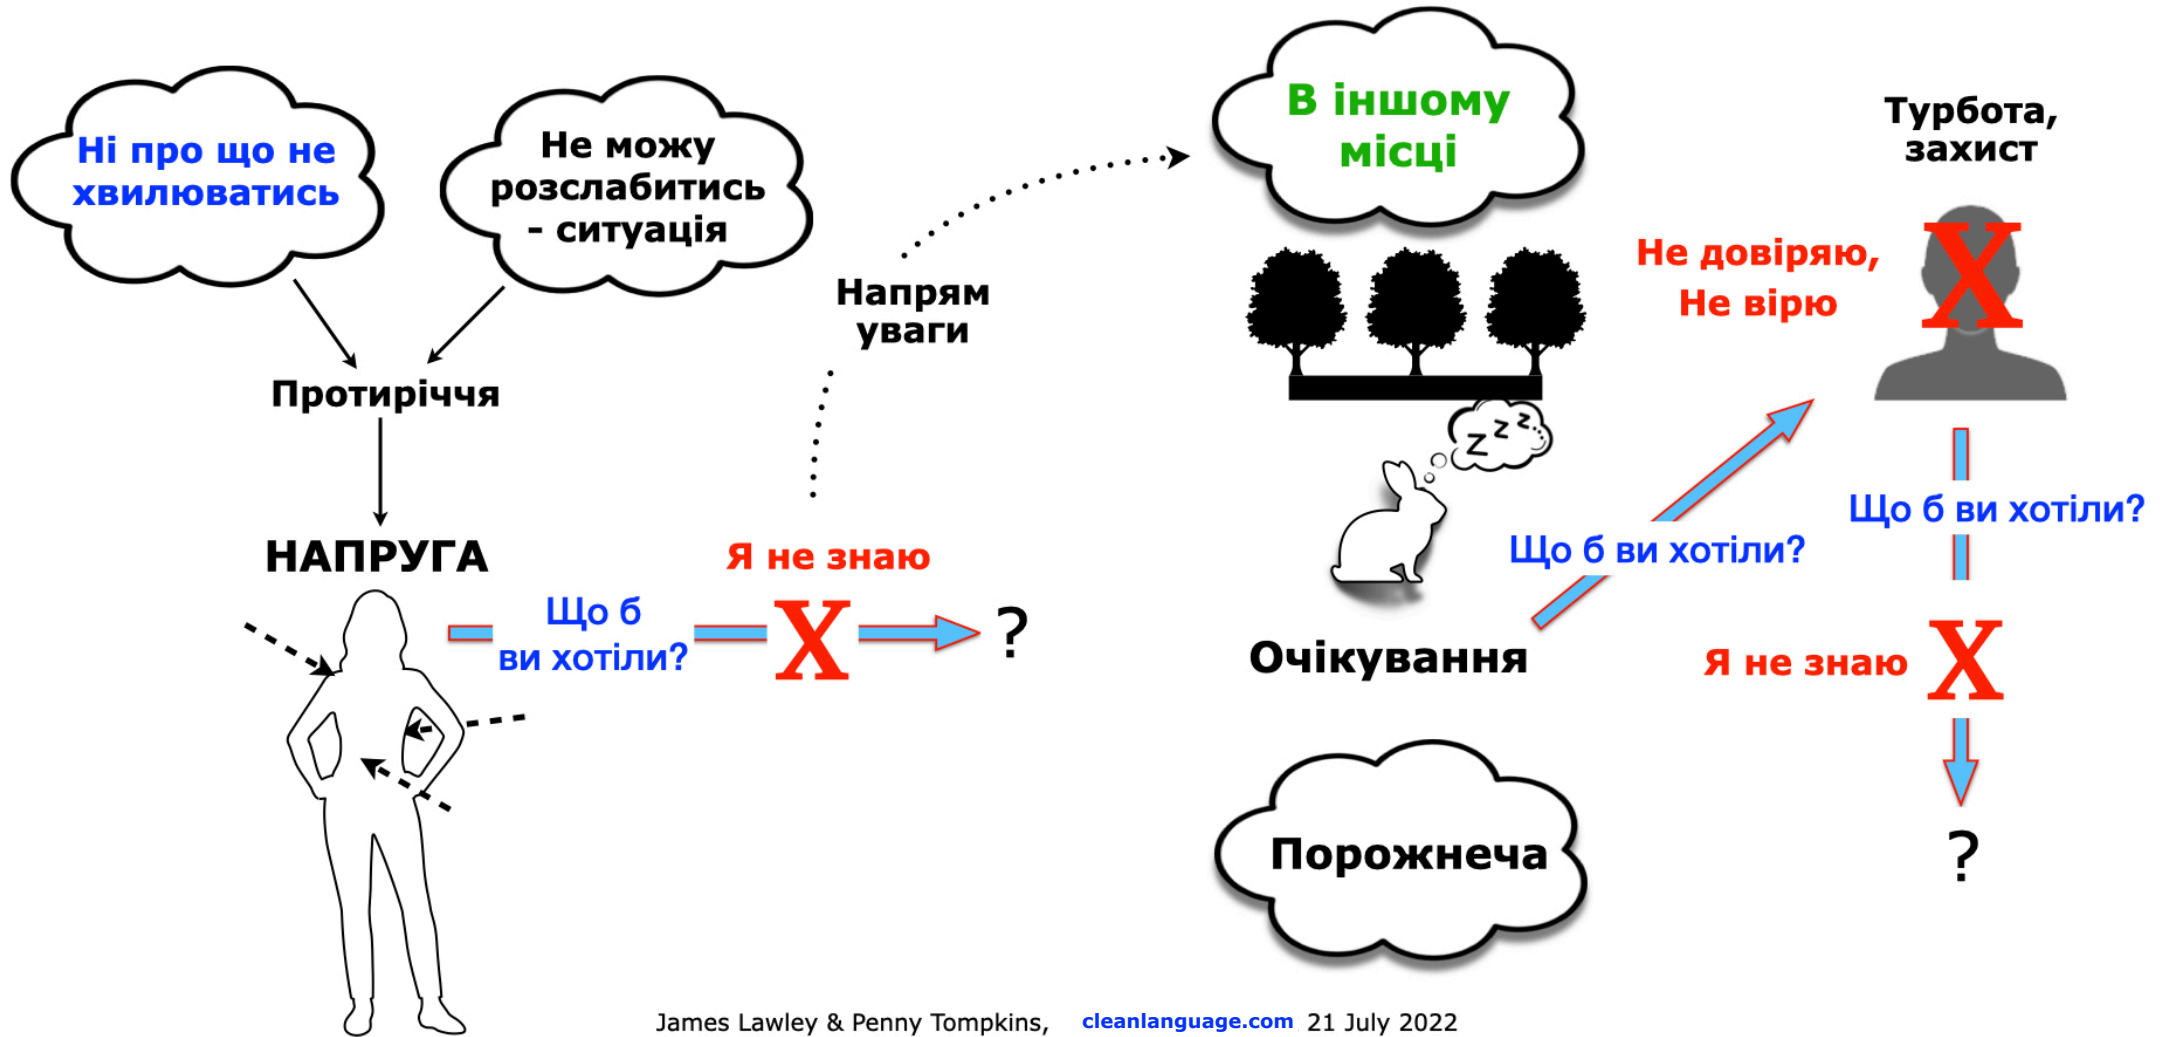 Ні про що не
хвилюватись
Не можу
розслабитись
- ситуація
Протиріччя
НАПРУГА
Що б
ви хотіли?
Я не знаю
X
?
Напрям
уваги
В іншому
місці
z z z
Очікування
Порожнеча
Що б ви хотіли?
Турбота,
захист
Не довіряю,
Не вірю
X
Що б ви хотіли?
Я не знаю
X
?
James Lawley & Penny Tompkins, cleanlanguage.com 21 July 2022